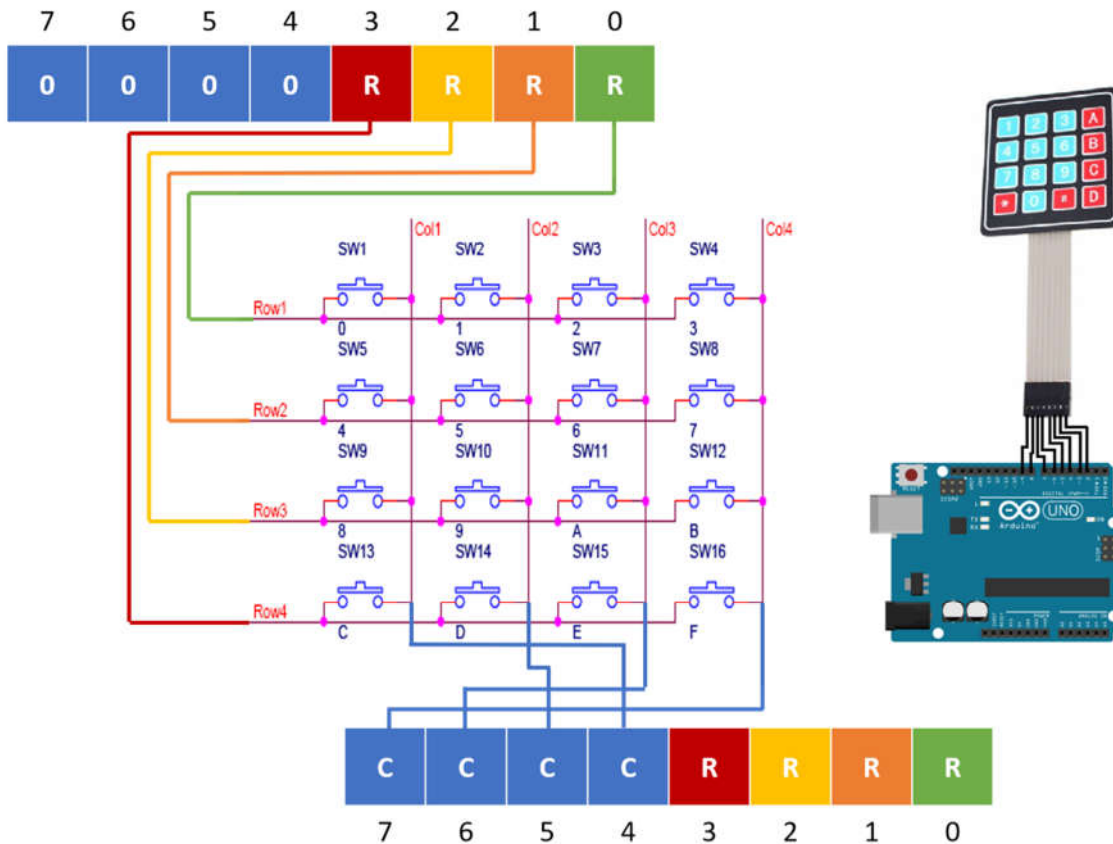 7 6 5 4 3 2 1 0
0 0 0 0 R R R R
Col1 Col2 Col3 Col4
SW1 SW2 SW3 SW4
Row1
0 1 2 3
SW5 SW6 SW7 SW8
Row2
4 5 6 7
SW9 SW10 SW11 SW12
Row3
8 9 A B
SW13 SW14 SW15 SW16
Row4
C D E F
C C C C R R R R
7 6 5 4 3 2 1 0
1 2 3 A
4 5 6 B
7 8 9 C
* 0 D
RESET
UNO
Arduino